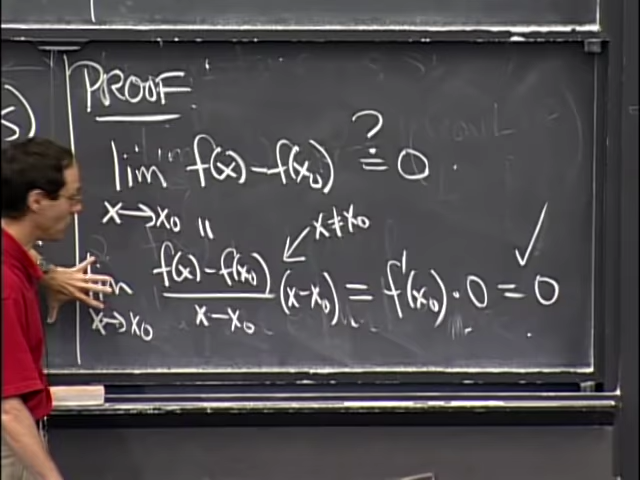 s)
PROOF
lim f(x) - f(x₀) ≟ 0
x→x₀
" x≠x₀
lim f(x) - f(x₀) / x - x₀ (x - x₀) = f'(x₀) · 0 = 0 ✓
x→x₀